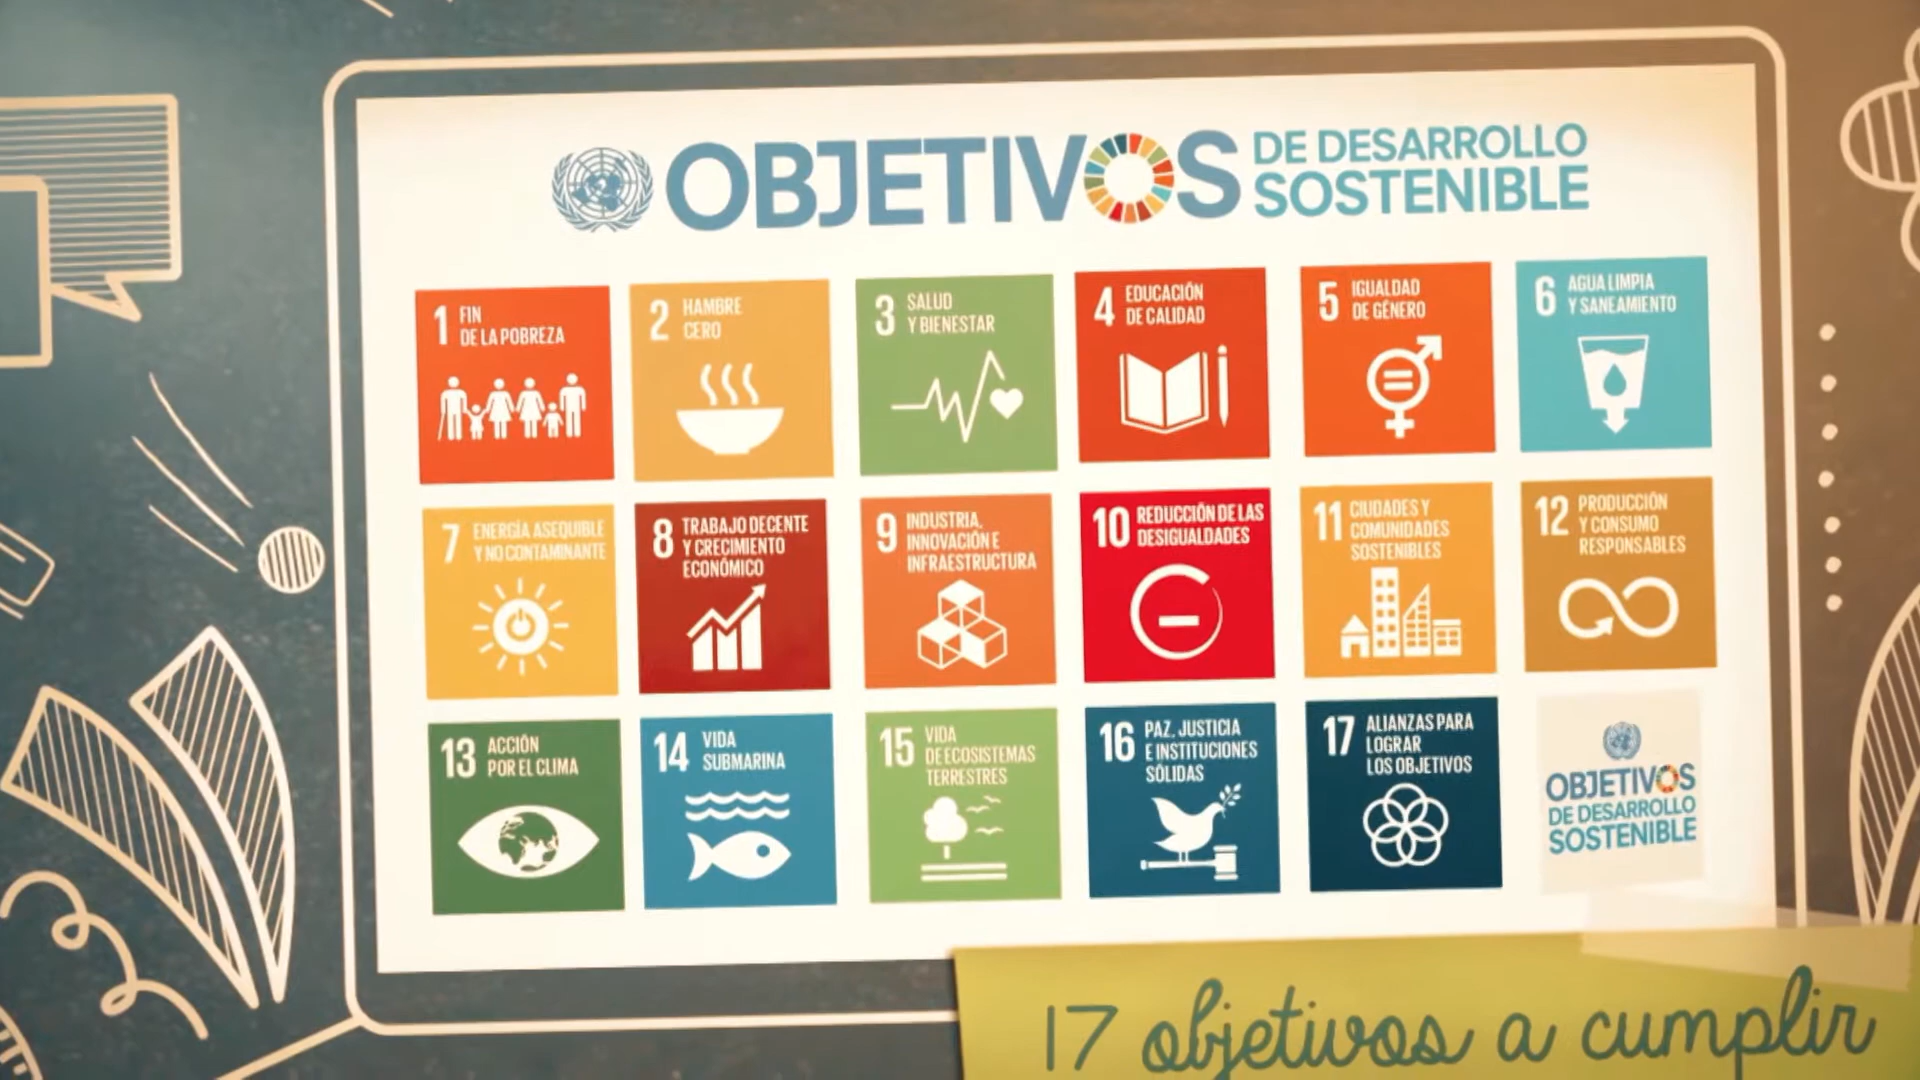 OBJETIVOS
DE DESARROLLO
SOSTENIBLE
1 FIN
DE LA POBREZA
2 HAMBRE
CERO
3 SALUD
Y BIENESTAR
4 EDUCACIÓN
DE CALIDAD
5 IGUALDAD
DE GÉNERO
6 AGUA LIMPIA
Y SANEAMIENTO
7 ENERGÍA ASEQUIBLE
Y NO CONTAMINANTE
8 TRABAJO DECENTE
Y CRECIMIENTO
ECONÓMICO
9 INDUSTRIA,
INNOVACIÓN E
INFRAESTRUCTURA
10 REDUCCIÓN DE LAS
DESIGUALDADES
11 CIUDADES Y
COMUNIDADES
SOSTENIBLES
12 PRODUCCIÓN
Y CONSUMO
RESPONSABLES
13 ACCIÓN
POR EL CLIMA
14 VIDA
SUBMARINA
15 VIDA
DE ECOSISTEMAS
TERRESTRES
16 PAZ, JUSTICIA
E INSTITUCIONES
SÓLIDAS
17 ALIANZAS PARA
LOGRAR
LOS OBJETIVOS
OBJETIVOS
DE DESARROLLO
SOSTENIBLE
17 objetivos a cumplir